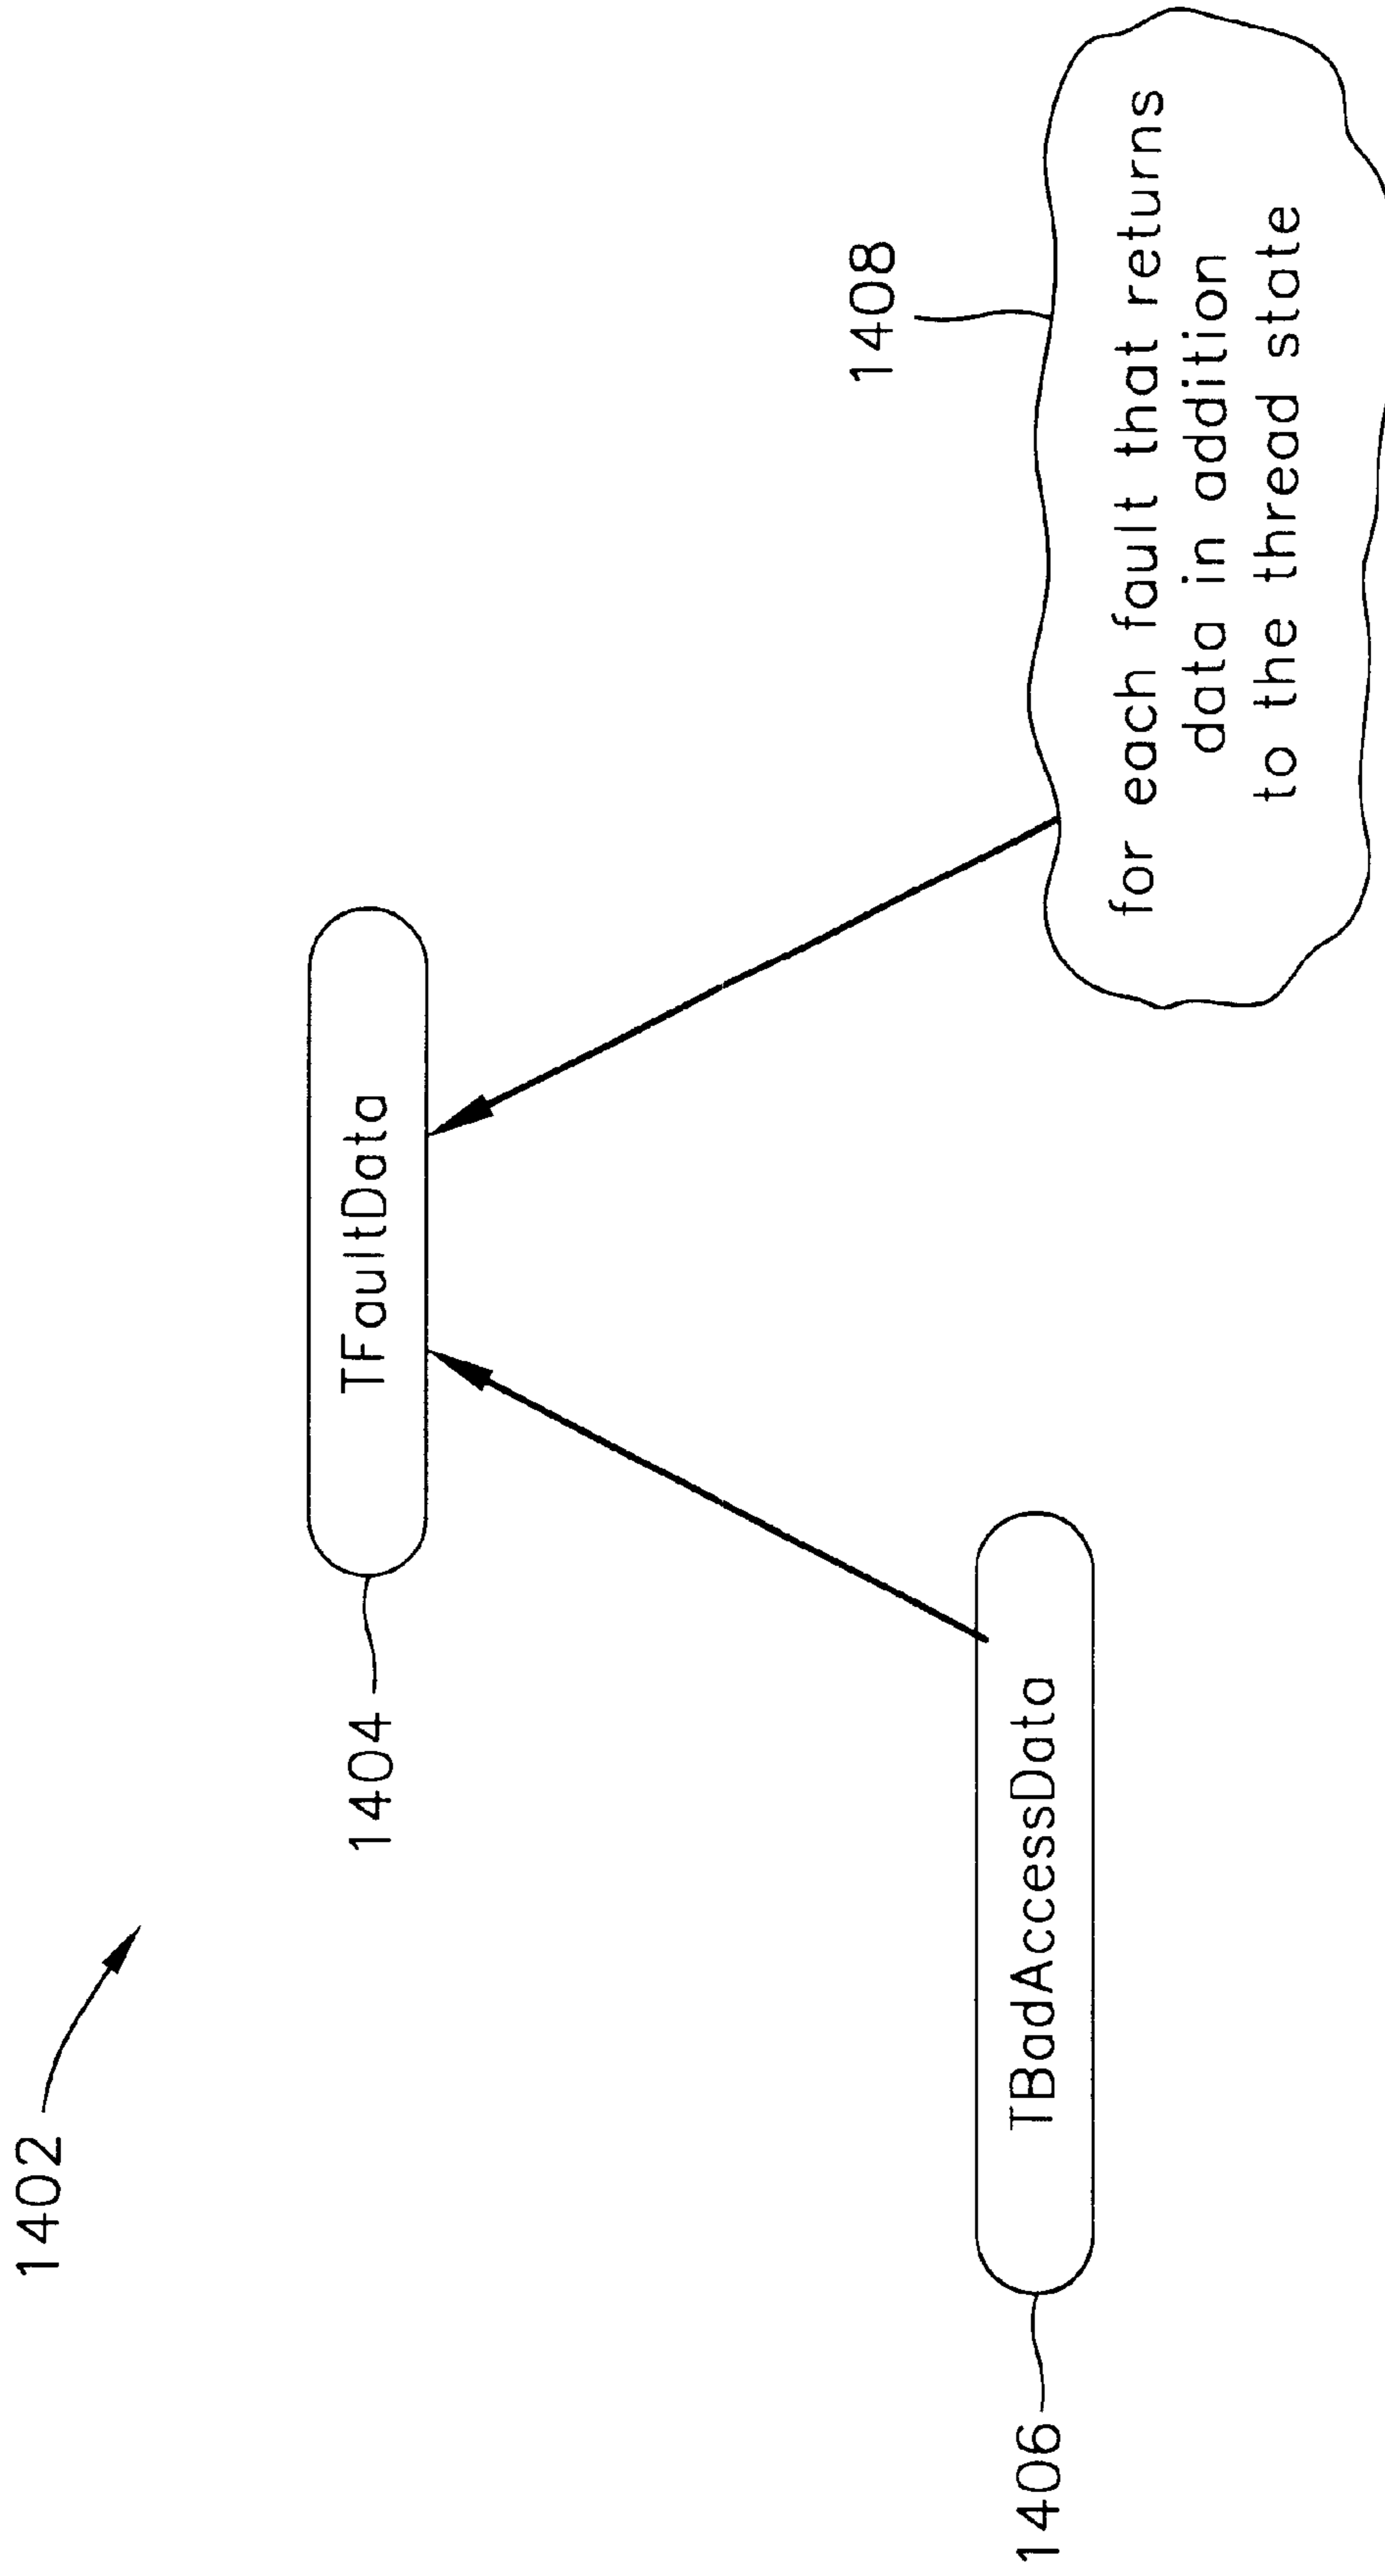 1402
1404
TFaultData
1406
TBadAccessData
1408
for each fault that returns
data in addition
to the thread state